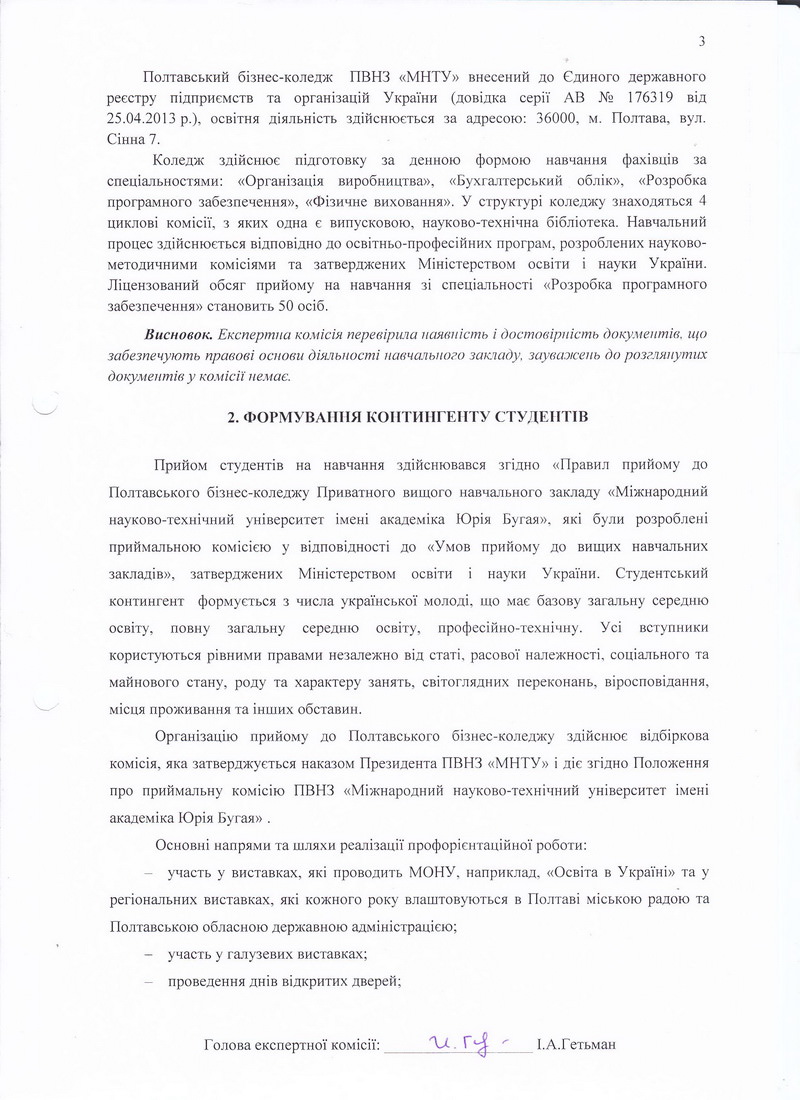 3
Полтавський бізнес-коледж ПВНЗ «МНТУ» внесений до Єдиного державного
реєстру підприємств та організацій України (довідка серії АВ № 176319 від
25.04.2013 р.), освітня діяльність здійснюється за адресою: 36000, м. Полтава, вул.
Сінна 7.
Коледж здійснює підготовку за денною формою навчання фахівців за
спеціальностями: «Організація виробництва», «Бухгалтерський облік», «Розробка
програмного забезпечення», «Фізичне виховання». У структурі коледжу знаходяться 4
циклові комісії, з яких одна є випусковою, науково-технічна бібліотека. Навчальний
процес здійснюється відповідно до освітньо-професійних програм, розроблених науково-
методичними комісіями та затверджених Міністерством освіти і науки України.
Ліцензований обсяг прийому на навчання зі спеціальності «Розробка програмного
забезпечення» становить 50 осіб.
Висновок. Експертна комісія перевірила наявність і достовірність документів, що
забезпечують правові основи діяльності навчального закладу, зауважень до розглянутих
документів у комісії немає.
2. ФОРМУВАННЯ КОНТИНГЕНТУ СТУДЕНТІВ
Прийом студентів на навчання здійснювався згідно «Правил прийому до
Полтавського бізнес-коледжу Приватного вищого навчального закладу «Міжнародний
науково-технічний університет імені академіка Юрія Бугая», які були розроблені
приймальною комісією у відповідності до «Умов прийому до вищих навчальних
закладів», затверджених Міністерством освіти і науки України. Студентський
контингент формується з числа української молоді, що має базову загальну середню
освіту, повну загальну середню освіту, професійно-технічну. Усі вступники
користуються рівними правами незалежно від статі, расової належності, соціального та
майнового стану, роду та характеру занять, світоглядних переконань, віросповідання,
місця проживання та інших обставин.
Організацію прийому до Полтавського бізнес-коледжу здійснює відбіркова
комісія, яка затверджується наказом Президента ПВНЗ «МНТУ» і діє згідно Положення
про приймальну комісію ПВНЗ «Міжнародний науково-технічний університет імені
академіка Юрія Бугая» .
Основні напрями та шляхи реалізації профорієнтаційної роботи:
– участь у виставках, які проводить МОНУ, наприклад, «Освіта в Україні» та у
регіональних виставках, які кожного року влаштовуються в Полтаві міською радою та
Полтавською обласною державною адміністрацією;
– участь у галузевих виставках;
– проведення днів відкритих дверей;
Голова експертної комісії: І.А.Гетьман